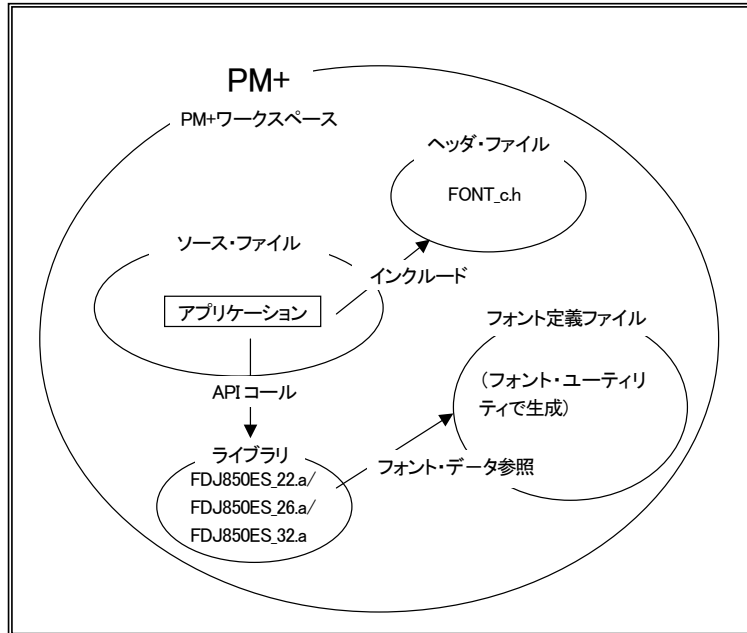 PM+
PM+ワークスペース
ヘッダ・ファイル
FONT_c.h
ソース・ファイル
インクルード
アプリケーション
フォント定義ファイル
(フォント・ユーティリ
ティで生成)
API コール
ライブラリ
フォント・データ参照
FDJ850ES_22.a/
FDJ850ES_26.a/
FDJ850ES_32.a